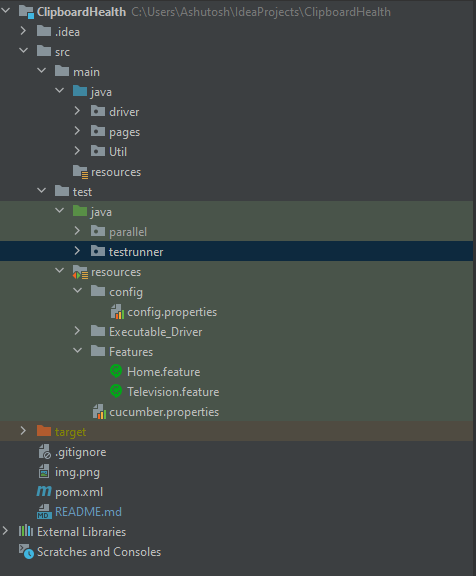 ClipboardHealth C:\Users\Ashutosh\IdeaProjects\ClipboardHealth
.idea
src
main
java
driver
pages
Util
resources
test
java
parallel
testrunner
resources
config
config.properties
Executable_Driver
Features
Home.feature
Television.feature
cucumber.properties
target
.gitignore
img.png
pom.xml
README.md
External Libraries
Scratches and Consoles